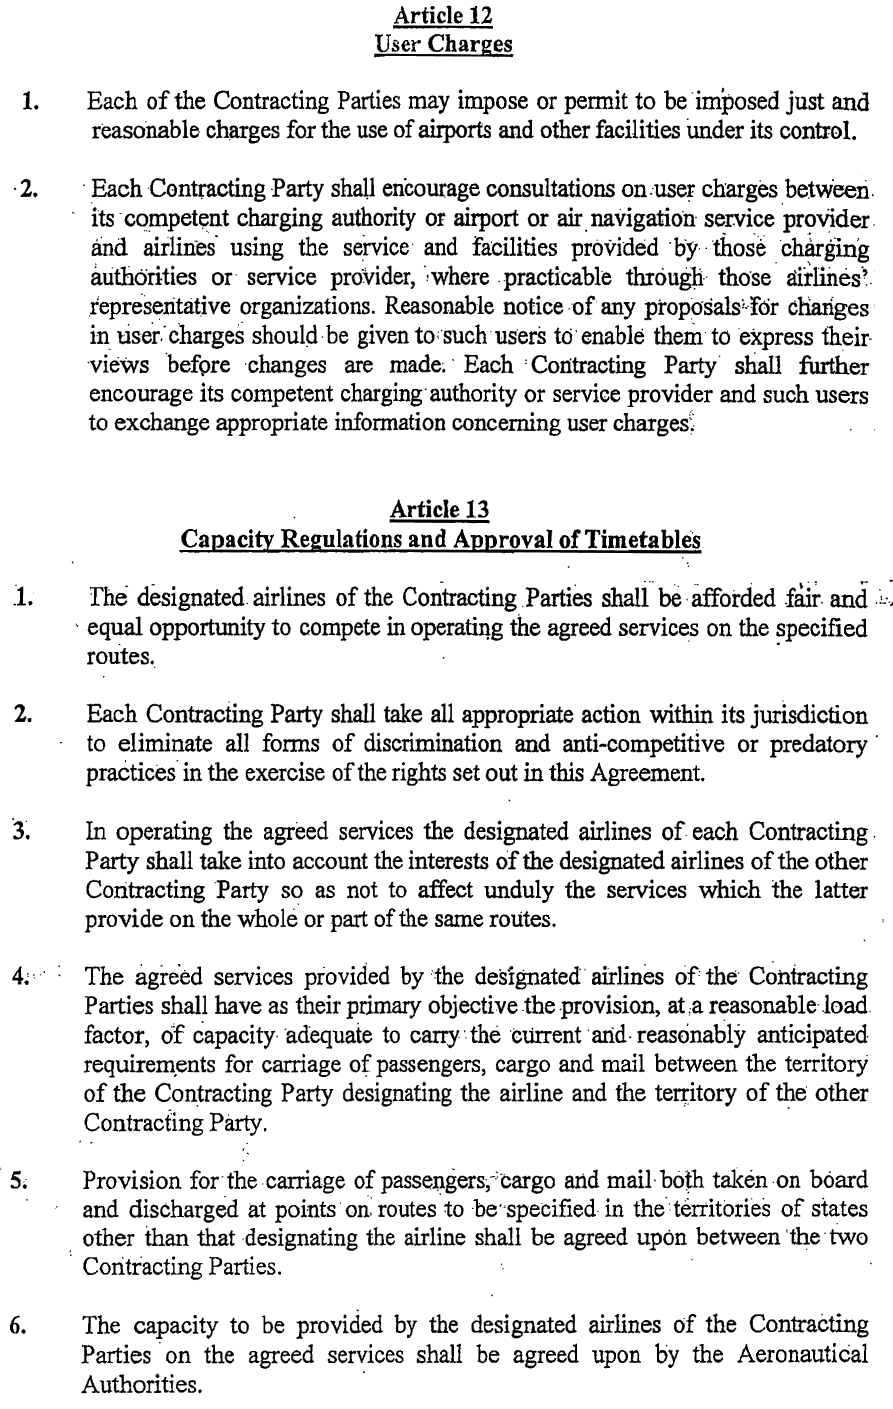 Article 12
User Charges
1. Each of the Contracting Parties may impose or permit to be imposed just and
reasonable charges for the use of airports and other facilities under its control.
2. Each Contracting Party shall encourage consultations on user charges between
its competent charging authority or airport or air navigation service provider
and airlines using the service and facilities provided by those charging
authorities or service provider, where practicable through those airlines'
representative organizations. Reasonable notice of any proposals for changes
in user charges should be given to such users to enable them to express their
views before changes are made. Each Contracting Party shall further
encourage its competent charging authority or service provider and such users
to exchange appropriate information concerning user charges.
Article 13
Capacity Regulations and Approval of Timetables
1. The designated airlines of the Contracting Parties shall be afforded fair and
equal opportunity to compete in operating the agreed services on the specified
routes.
2. Each Contracting Party shall take all appropriate action within its jurisdiction
to eliminate all forms of discrimination and anti-competitive or predatory
practices in the exercise of the rights set out in this Agreement.
3. In operating the agreed services the designated airlines of each Contracting
Party shall take into account the interests of the designated airlines of the other
Contracting Party so as not to affect unduly the services which the latter
provide on the whole or part of the same routes.
4. The agreed services provided by the designated airlines of the Contracting
Parties shall have as their primary objective the provision, at a reasonable load
factor, of capacity adequate to carry the current and reasonably anticipated
requirements for carriage of passengers, cargo and mail between the territory
of the Contracting Party designating the airline and the territory of the other
Contracting Party.
5. Provision for the carriage of passengers, cargo and mail both taken on board
and discharged at points on routes to be specified in the territories of states
other than that designating the airline shall be agreed upon between the two
Contracting Parties.
6. The capacity to be provided by the designated airlines of the Contracting
Parties on the agreed services shall be agreed upon by the Aeronautical
Authorities.